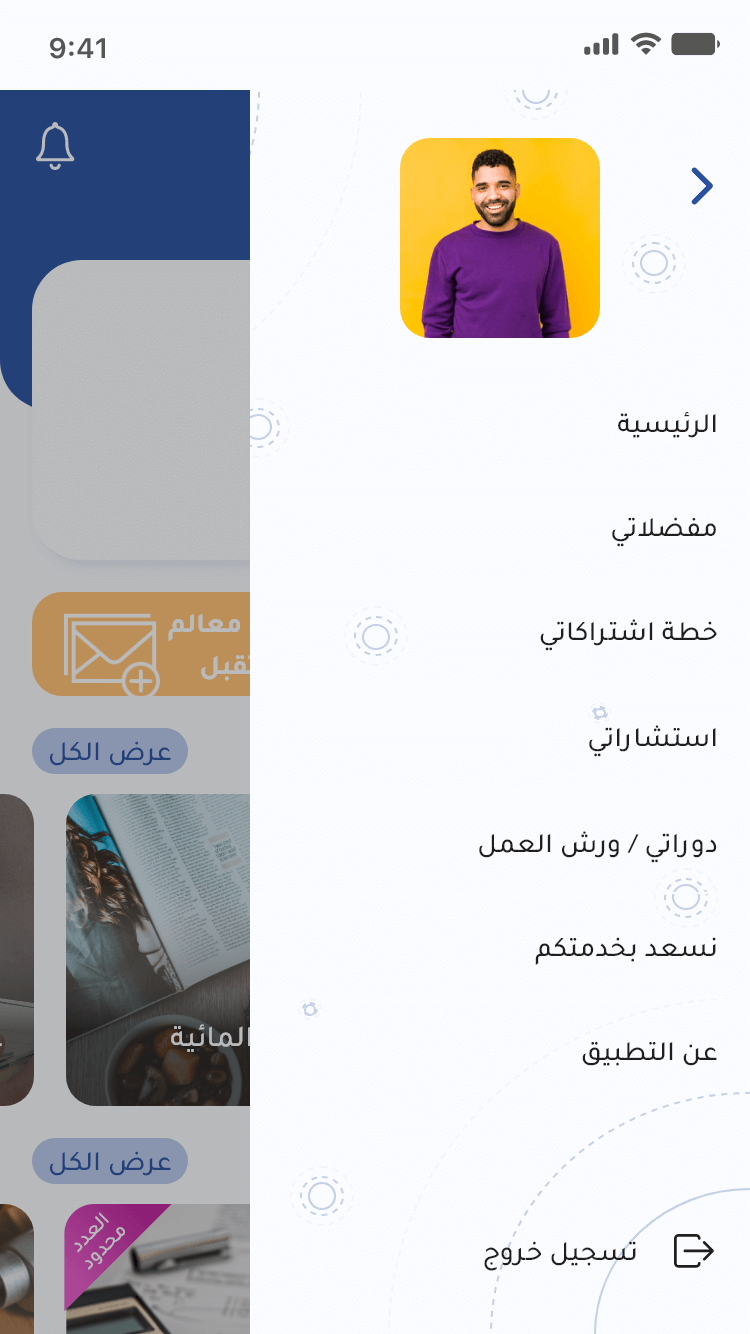 9:41
الرئيسية
مفضلاتي
خطة اشتراكاتي
استشاراتي
دوراتي / ورش العمل
نسعد بخدمتكم
عن التطبيق
تسجيل خروج
معالم
عرض الكل
المائية
عرض الكل
العدد
محدود